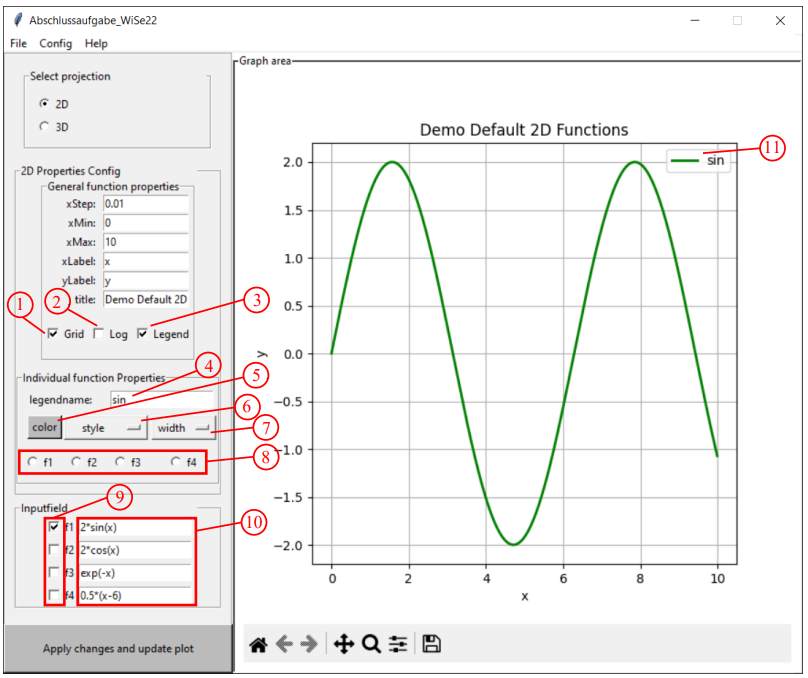 Abschlussaufgabe_WiSe22
File Config Help
Select projection
2D
3D
2D Properties Config
General function properties
xStep: 0.01
xMin: 0
xMax: 10
xLabel: x
yLabel: y
title: Demo Default 2D
1
2
3
Grid Log Legend
4
Individual function Properties
5
legendname: sin
6
color style width
7
8
f1 f2 f3 f4
9
Inputfield
10
f1 2*sin(x)
f2 2*cos(x)
f3 exp(-x)
f4 0.5*(x-6)
Apply changes and update plot
Graph area
Demo Default 2D Functions
11
sin
2.0
1.5
1.0
0.5
0.0
−0.5
−1.0
−1.5
−2.0
y
0 2 4 6 8 10
x